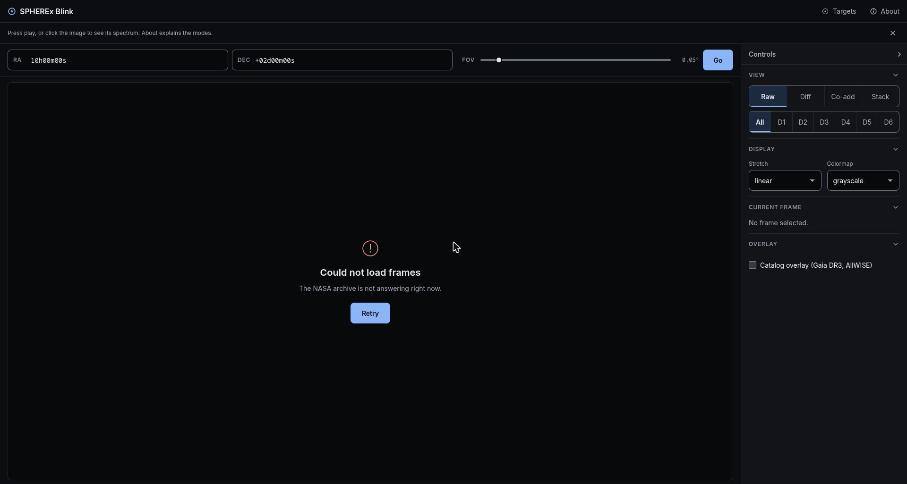 SPHEREx Blink
Targets
About
Press play, or click the image to see its spectrum. About explains the modes.
RA 10h00m00s
DEC +02d00m00s
FOV 0.05°
Go
Controls
VIEW
Raw Diff Co-add Stack
All D1 D2 D3 D4 D5 D6
DISPLAY
Stretch Colormap
linear grayscale
CURRENT FRAME
No frame selected.
OVERLAY
Catalog overlay (Gaia DR3, AllWISE)
Could not load frames
The NASA archive is not answering right now.
Retry